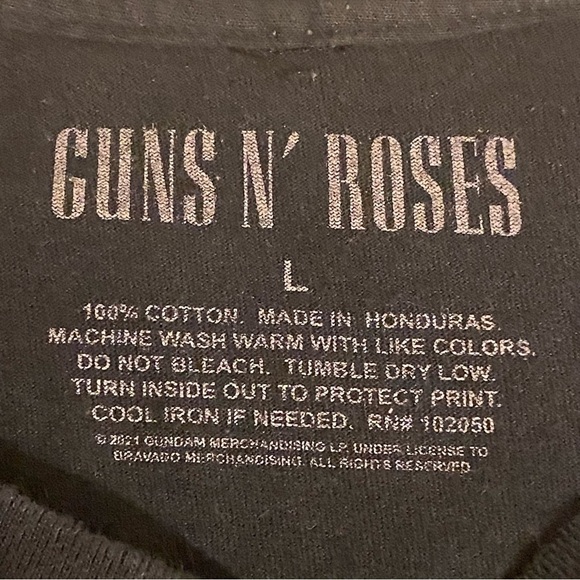 GUNS N' ROSES
L
100% COTTON. MADE IN HONDURAS.
MACHINE WASH WARM WITH LIKE COLORS.
DO NOT BLEACH. TUMBLE DRY LOW.
TURN INSIDE OUT TO PROTECT PRINT.
COOL IRON IF NEEDED. RN# 102050
© 2021 GUNDAM MERCHANDISING LP, UNDER LICENSE TO
BRAVADO MERCHANDISING. ALL RIGHTS RESERVED